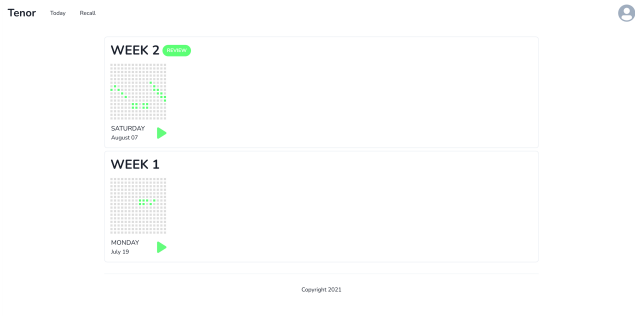 Tenor
Today
Recall
WEEK 2
REVIEW
SATURDAY
August 07
WEEK 1
MONDAY
July 19
Copyright 2021